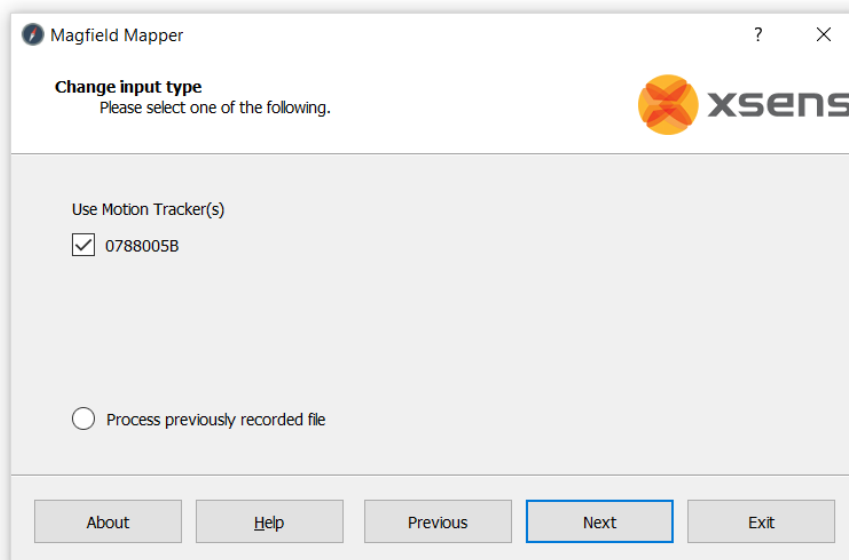 Magfield Mapper
?
Change input type
Please select one of the following.
xsens
Use Motion Tracker(s)
0788005B
Process previously recorded file
About Help Previous Next Exit